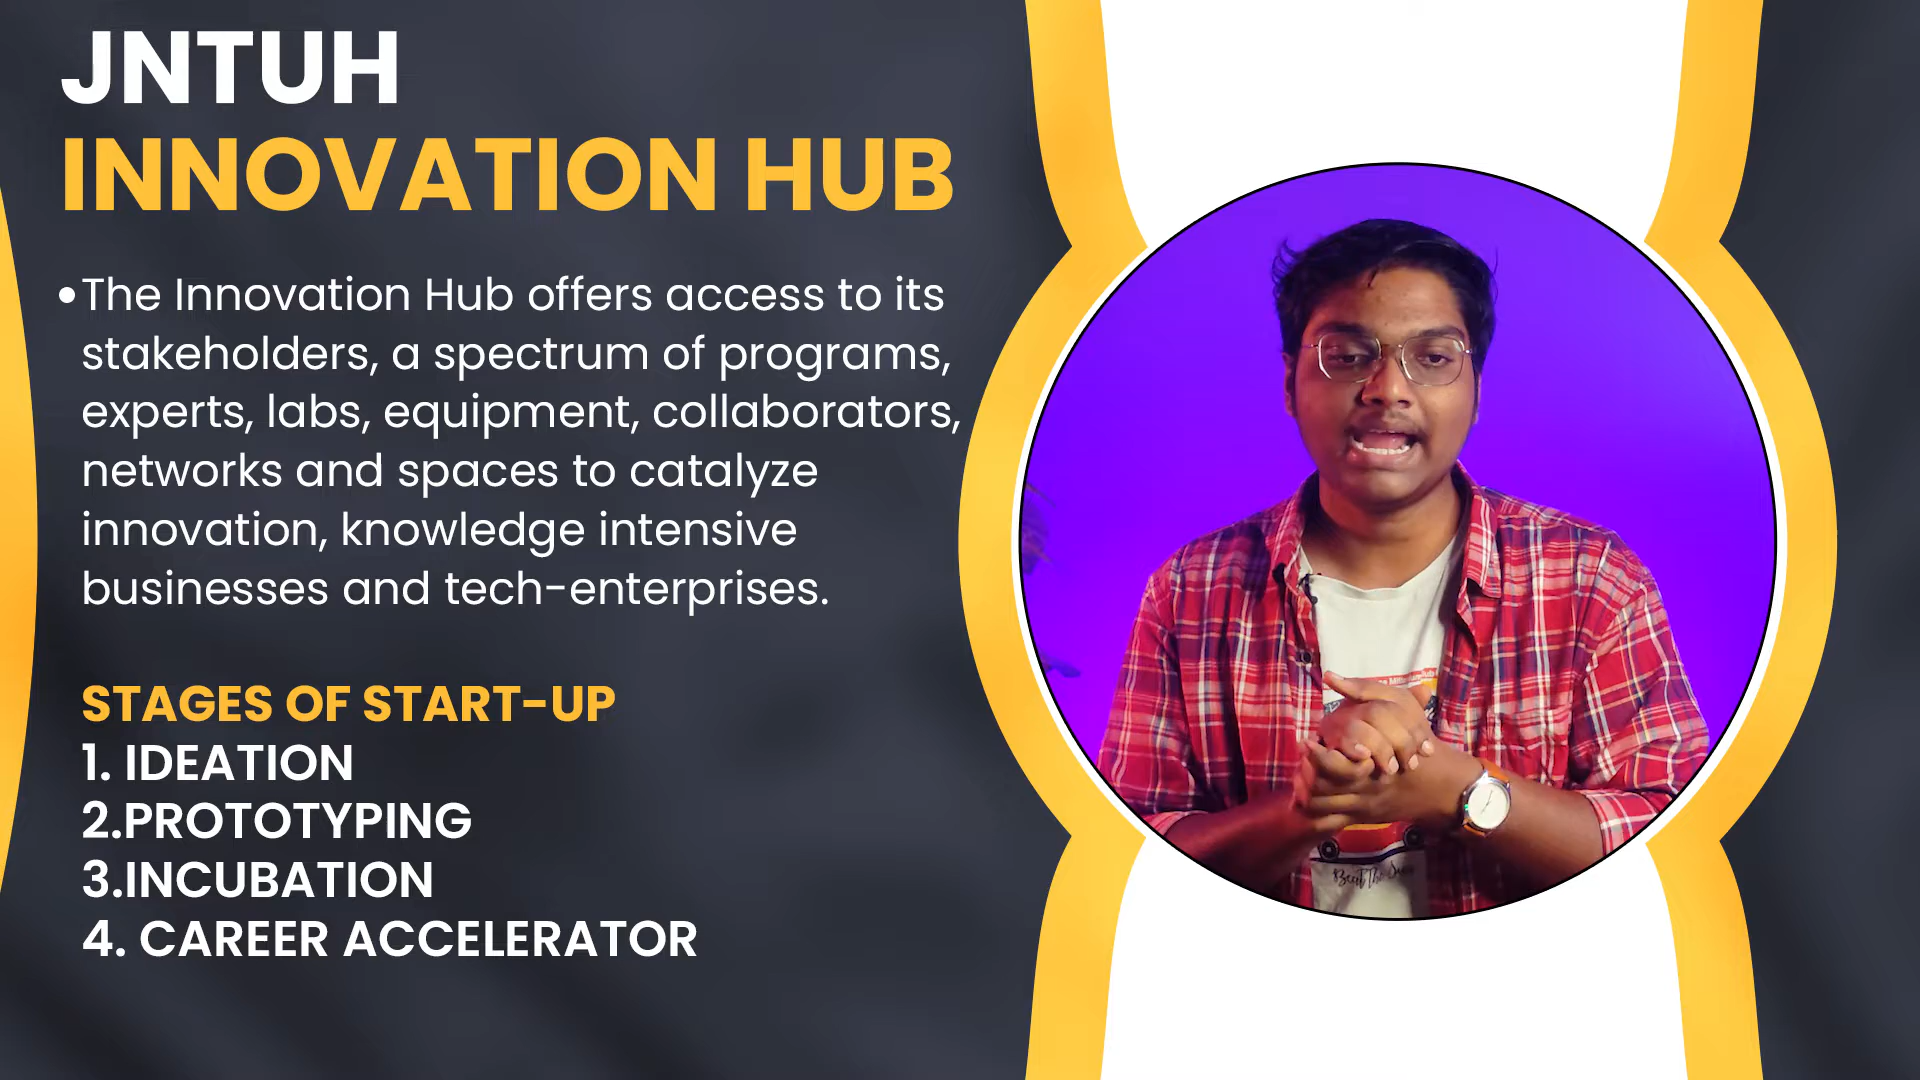 JNTUH
INNOVATION HUB
•The Innovation Hub offers access to its
stakeholders, a spectrum of programs,
experts, labs, equipment, collaborators,
networks and spaces to catalyze
innovation, knowledge intensive
businesses and tech-enterprises.
STAGES OF START-UP
1. IDEATION
2.PROTOTYPING
3.INCUBATION
4. CAREER ACCELERATOR